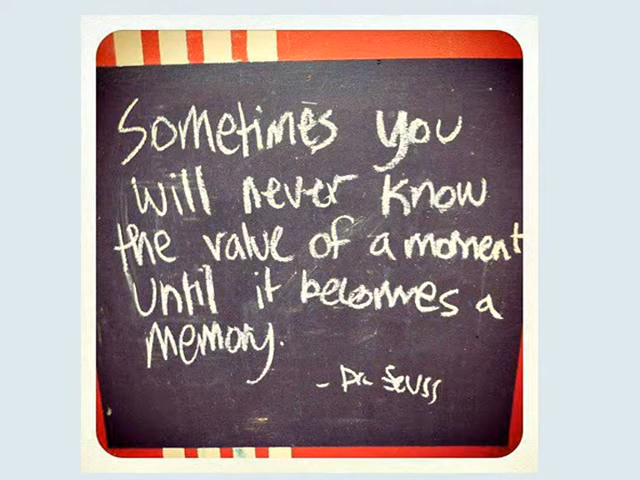 Sometimes you
will never know
the value of a moment
Until it becomes a
Memory.
- Dr. Seuss